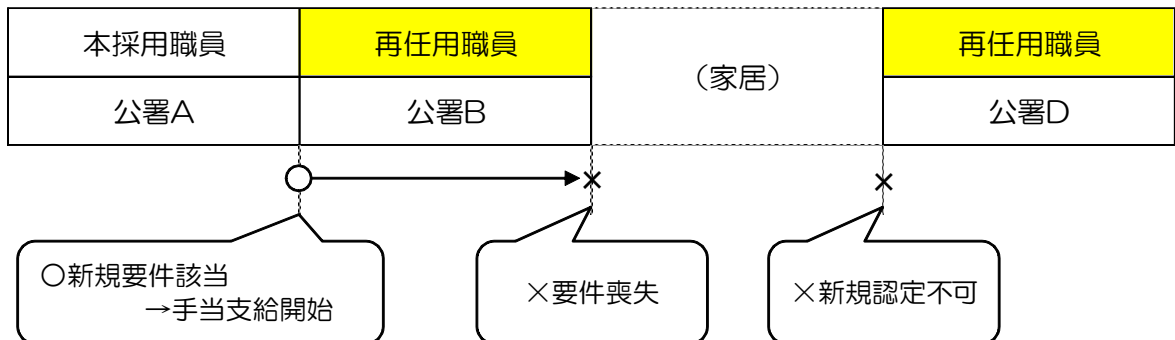 本採用職員
再任用職員
(家居)
再任用職員
公署A
公署B
公署D
○新規要件該当
→手当支給開始
×要件喪失
×新規認定不可